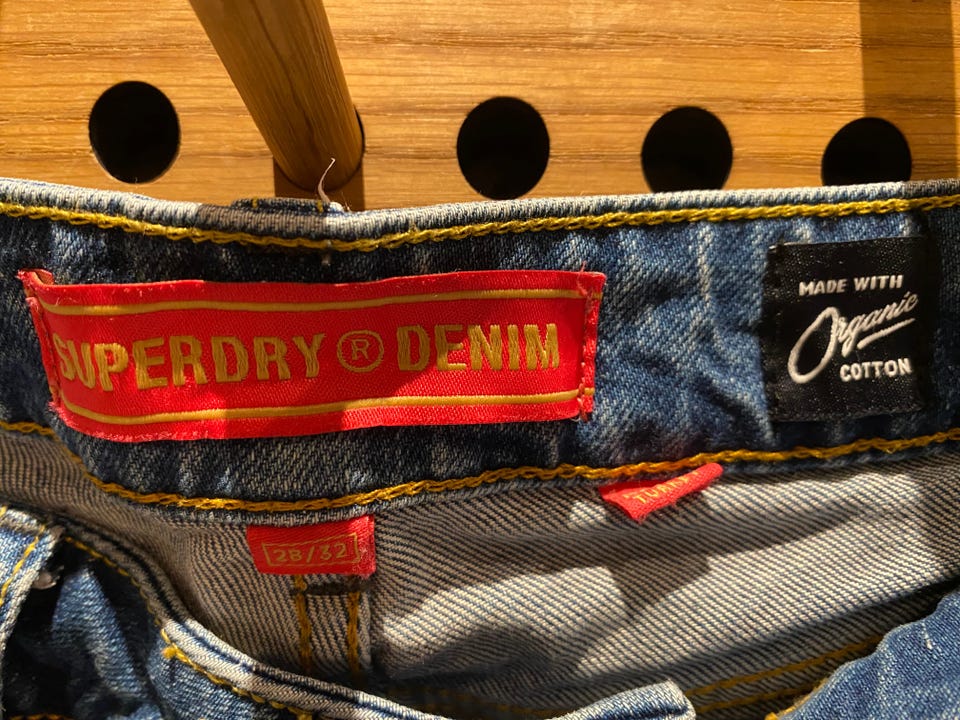 SUPERDRY ® DENIM
MADE WITH
Organic
COTTON
28/32